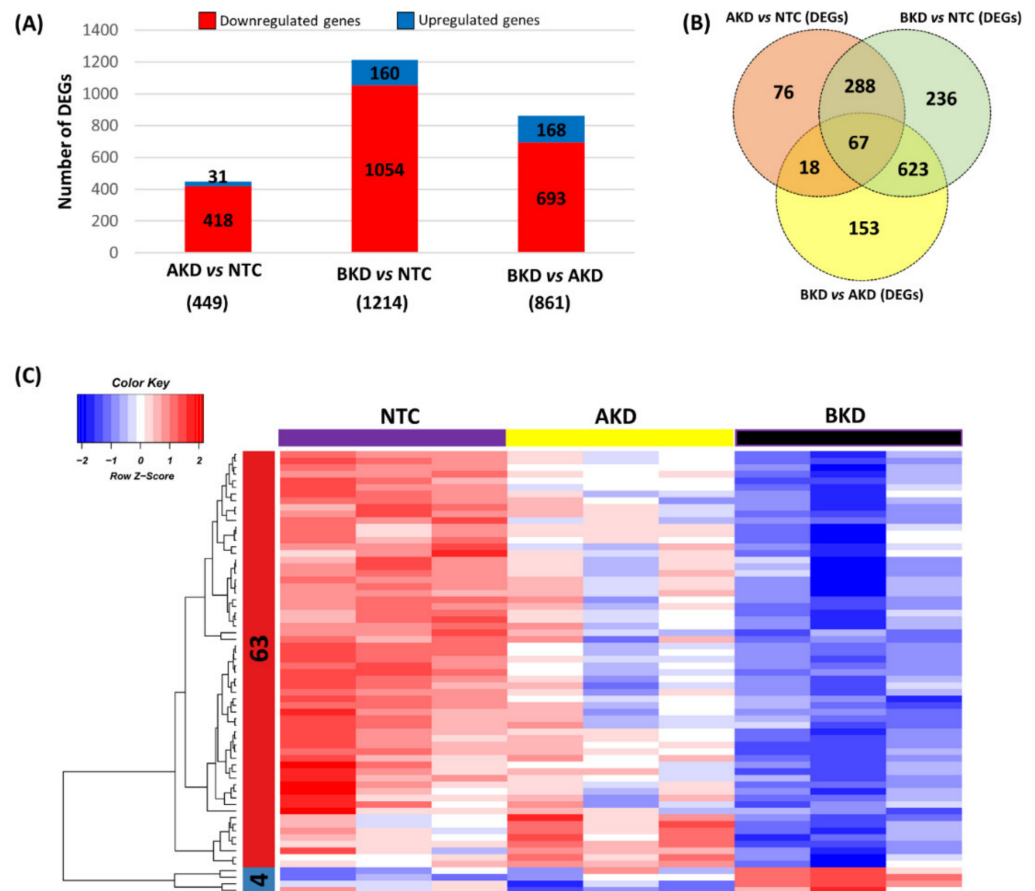 (A)
Downregulated genes
Upregulated genes
Number of DEGs
1400
1200
1000
800
600
400
200
0
31
418
160
1054
168
693
AKD vs NTC
BKD vs NTC
BKD vs AKD
(449)
(1214)
(861)
(B)
AKD vs NTC (DEGs)
BKD vs NTC (DEGs)
76
288
236
67
18
623
153
BKD vs AKD (DEGs)
(C)
Color Key
−2 −1 0 1 2
Row Z−Score
NTC
AKD
BKD
63
4